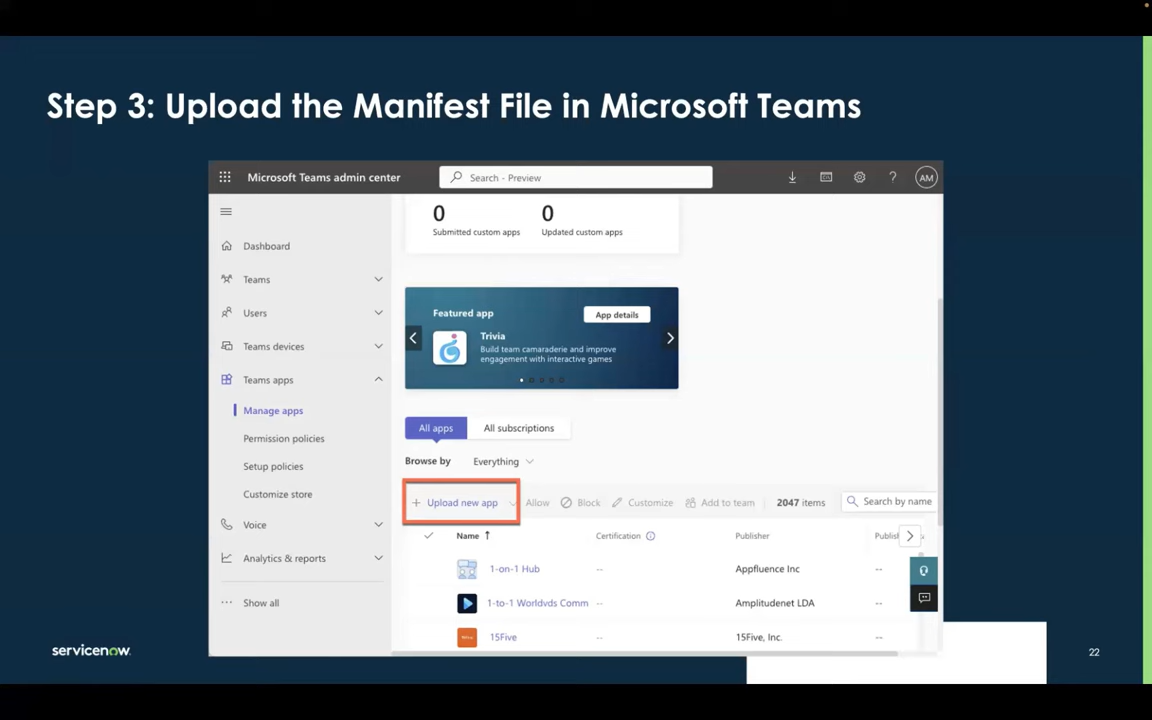 Step 3: Upload the Manifest File in Microsoft Teams
Microsoft Teams admin center
Search - Preview
AM
0 0
Submitted custom apps Updated custom apps
Dashboard
Teams
Users
Teams devices
Teams apps
Manage apps
Permission policies
Setup policies
Customize store
Voice
Analytics & reports
Show all
Featured app
App details
Trivia
Build team camaraderie and improve
engagement with interactive games
All apps All subscriptions
Browse by Everything
+ Upload new app Allow Block Customize Add to team 2047 items Search by name
Name ↑ Certification Publisher
1-on-1 Hub -- Appfluence Inc --
1-to-1 Worldvds Comm -- Amplitudenet LDA --
15Five -- 15Five, Inc. --
servicenow
22